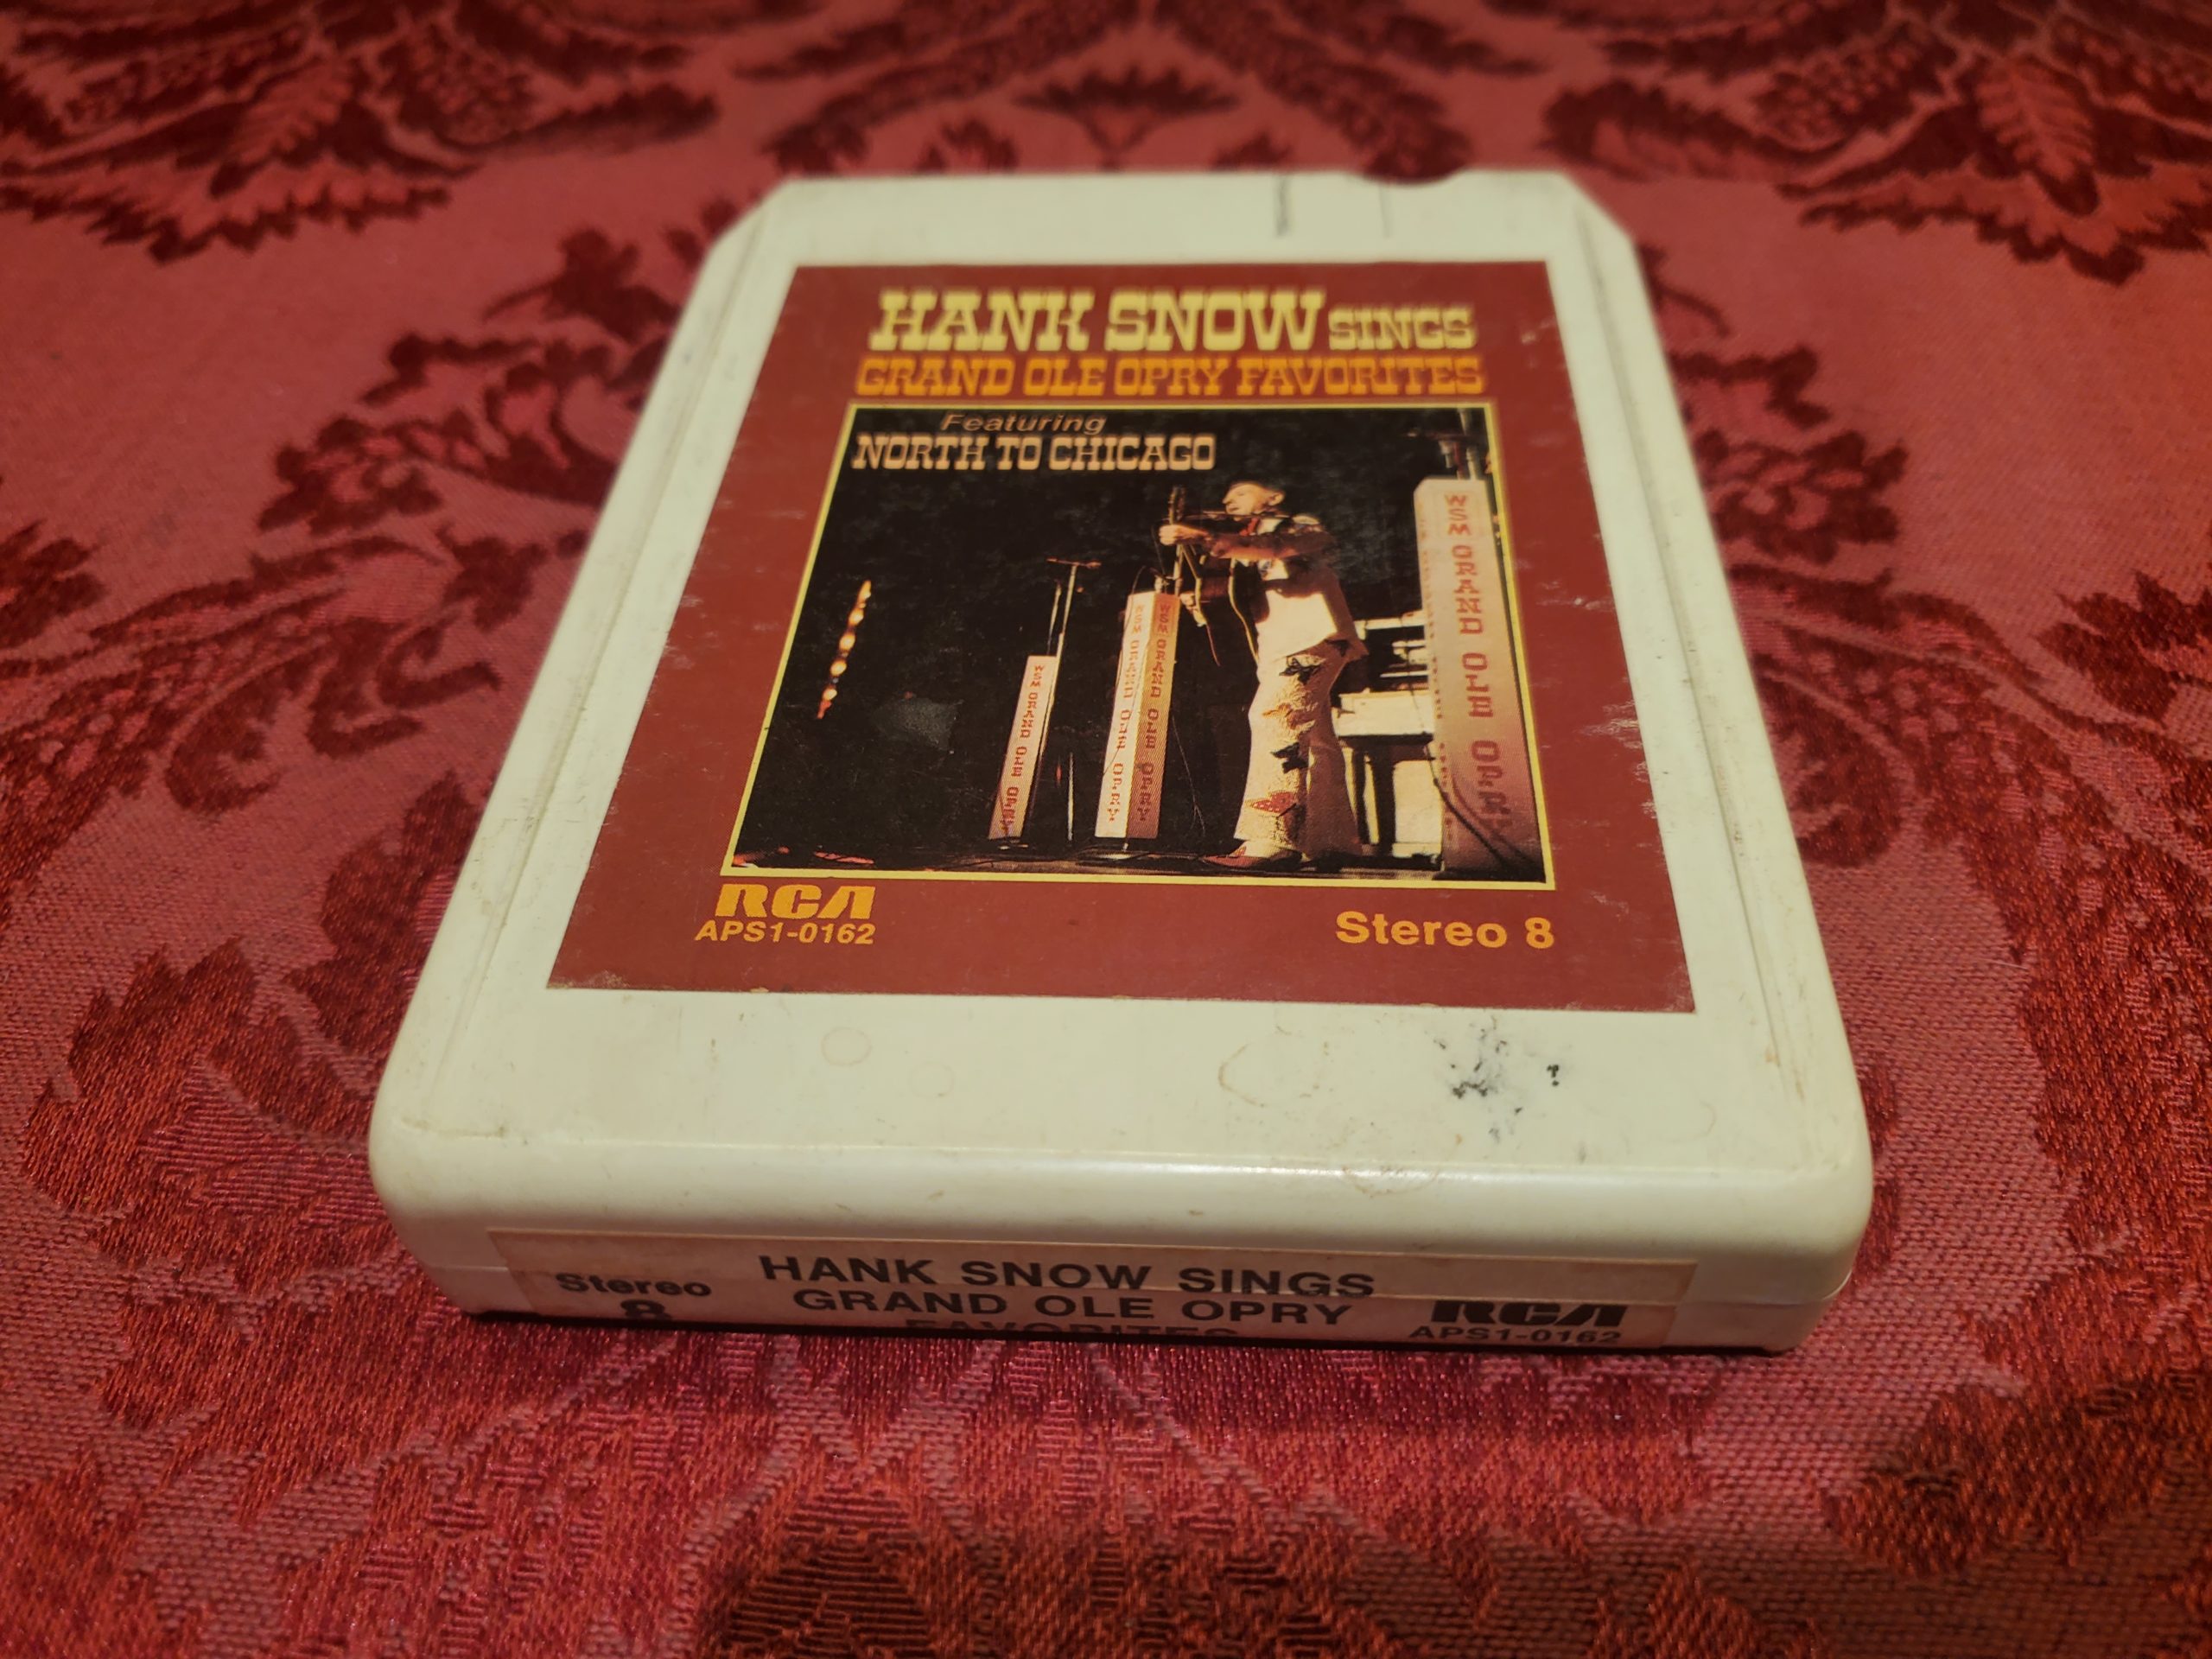 HANK SNOW SINGS
GRAND OLE OPRY FAVORITES
Featuring
NORTH TO CHICAGO
WSM GRAND OLE OPRY
WSM GRAND OLE OPRY
WSM GRAND OLE OPRY
WSM GRAND OLE OPRY
RCA
APS1-0162
Stereo 8
Stereo
8
HANK SNOW SINGS
GRAND OLE OPRY
FAVORITES
RCA
APS1-0162